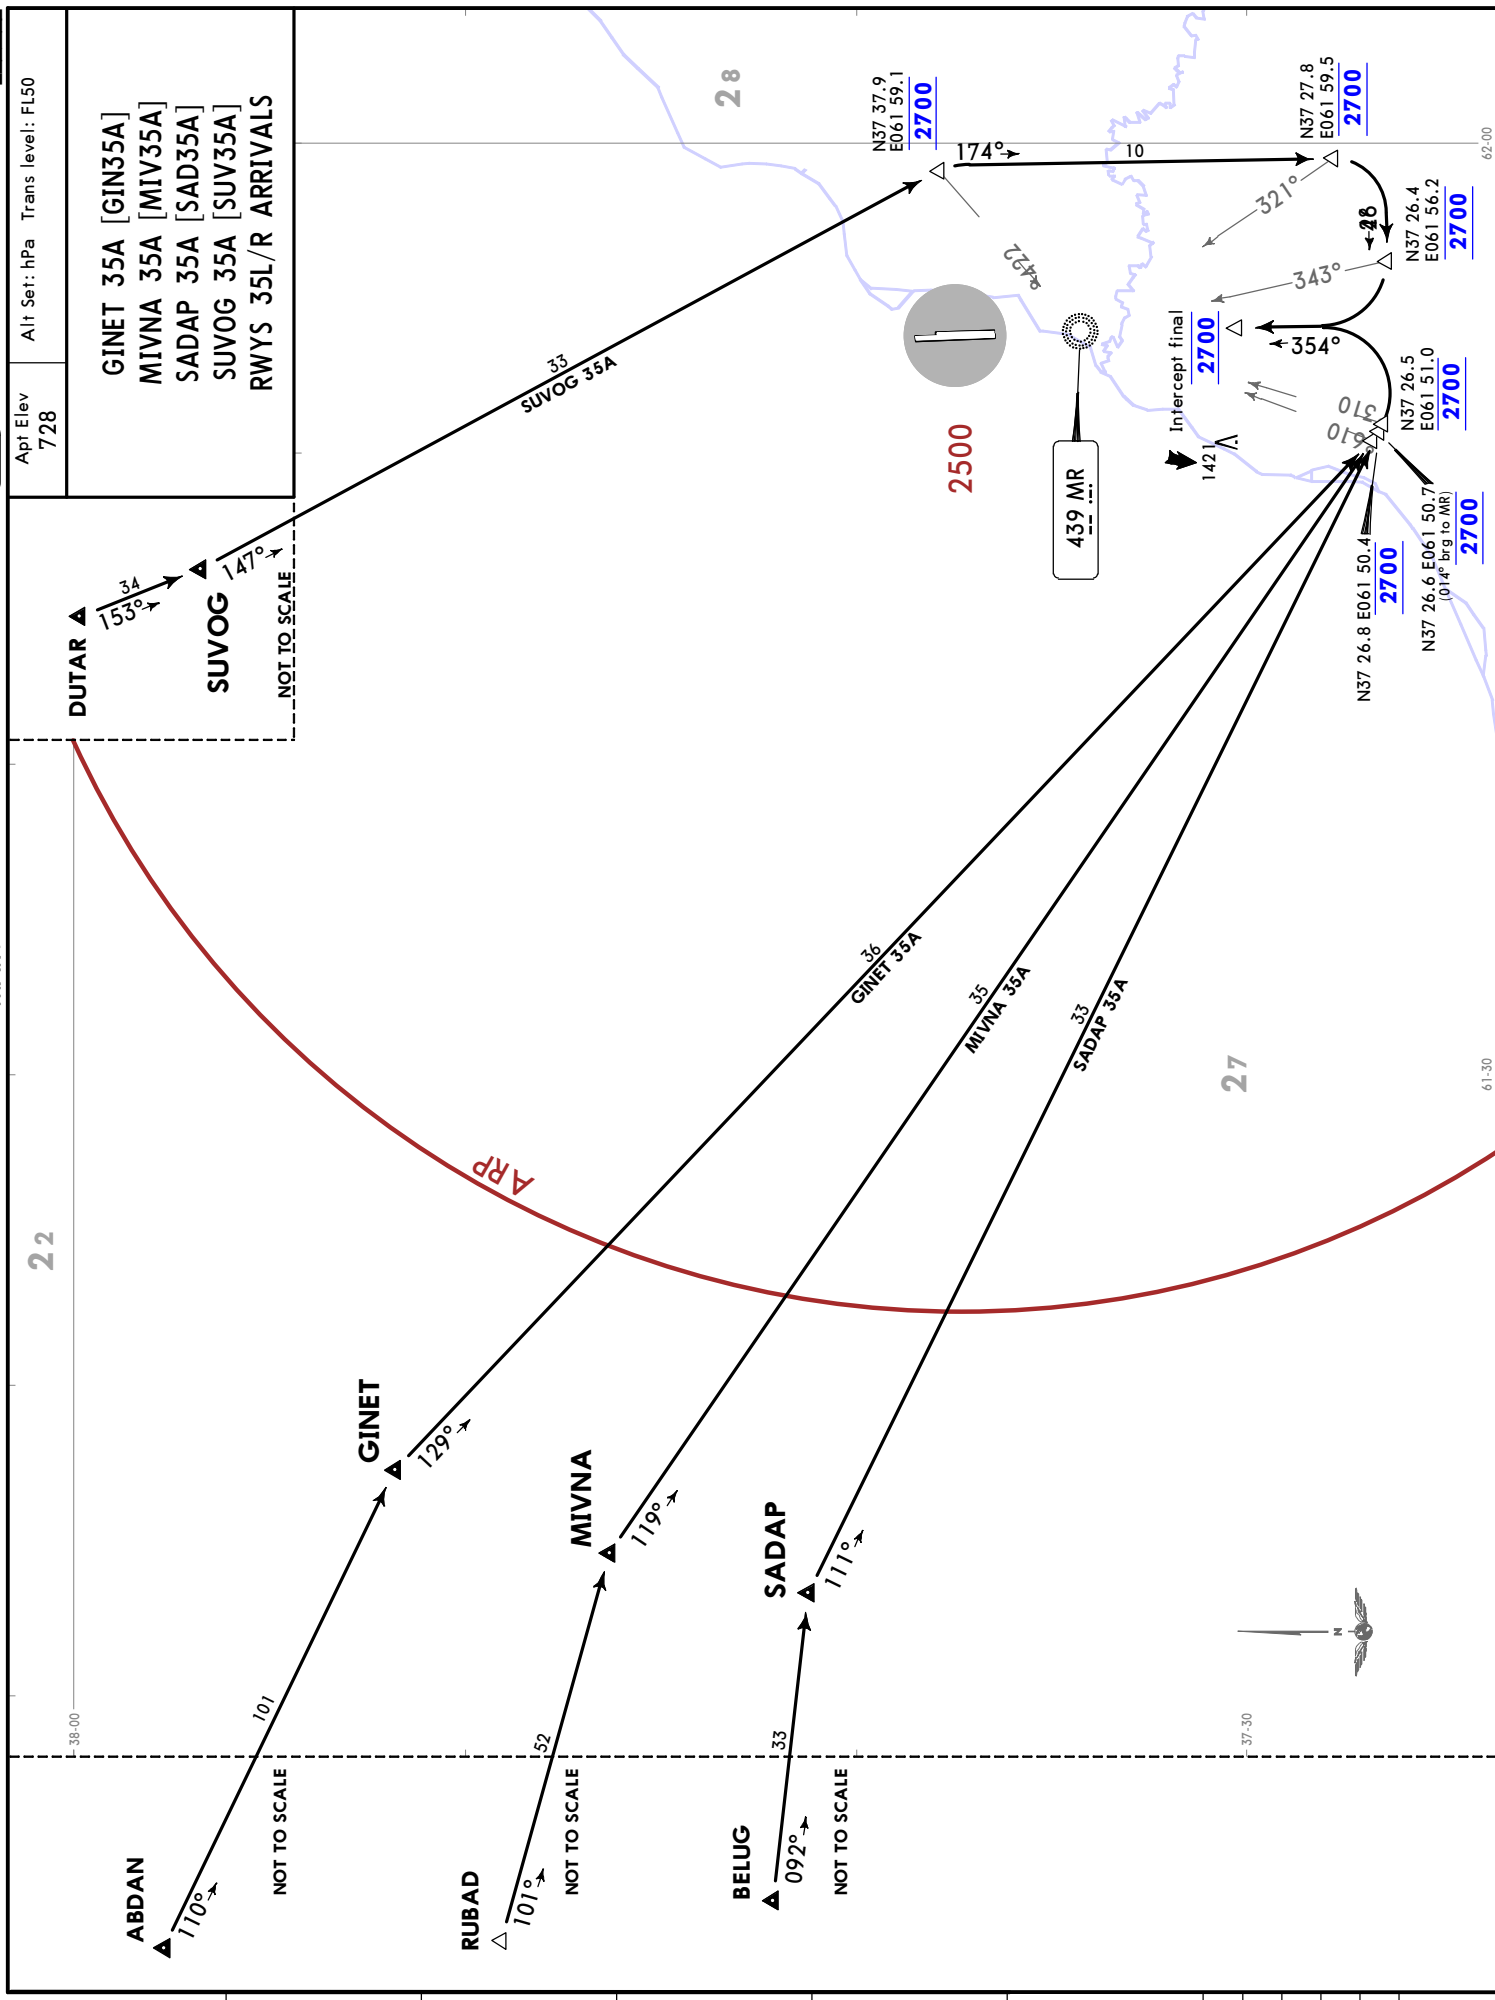 Apt Elev
728
Alt Set: hPa Trans level: FL50
GINET 35A [GIN35A]
MIVNA 35A [MIV35A]
SADAP 35A [SAD35A]
SUVOG 35A [SUV35A]
RWYS 35L/R ARRIVALS
DUTAR
153°
34
SUVOG
147°
NOT TO SCALE
33
SUVOG 35A
28
N37 37.9
E061 59.1
2700
174°
10
N37 27.8
E061 59.5
2700
62-00
321°
N37 26.4
E061 56.2
2700
343°
Intercept final
2700
354°
N37 26.5
E061 51.0
2700
1421
2500
439 MR
N37 26.8 E061 50.4
2700
N37 26.6 E061 50.7
(014° brg to MR)
2700
22
38-00
ARP
ABDAN
110°
101
NOT TO SCALE
GINET
129°
36
GINET 35A
RUBAD
101°
52
NOT TO SCALE
MIVNA
119°
35
MIVNA 35A
BELUG
092°
33
NOT TO SCALE
SADAP
111°
33
SADAP 35A
27
61-30
37-30
N